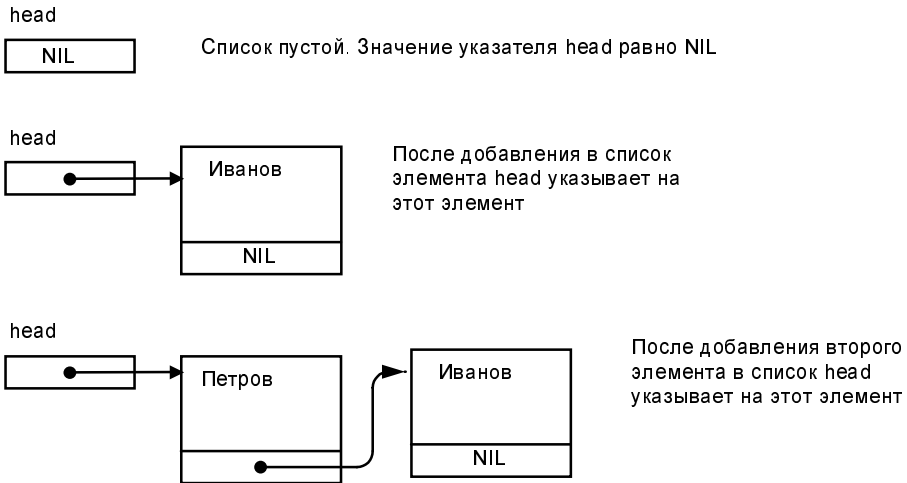 head
NIL
Список пустой. Значение указателя head равно NIL
head
Иванов
NIL
После добавления в список
элемента head указывает на
этот элемент
head
Петров
Иванов
NIL
После добавления второго
элемента в список head
указывает на этот элемент